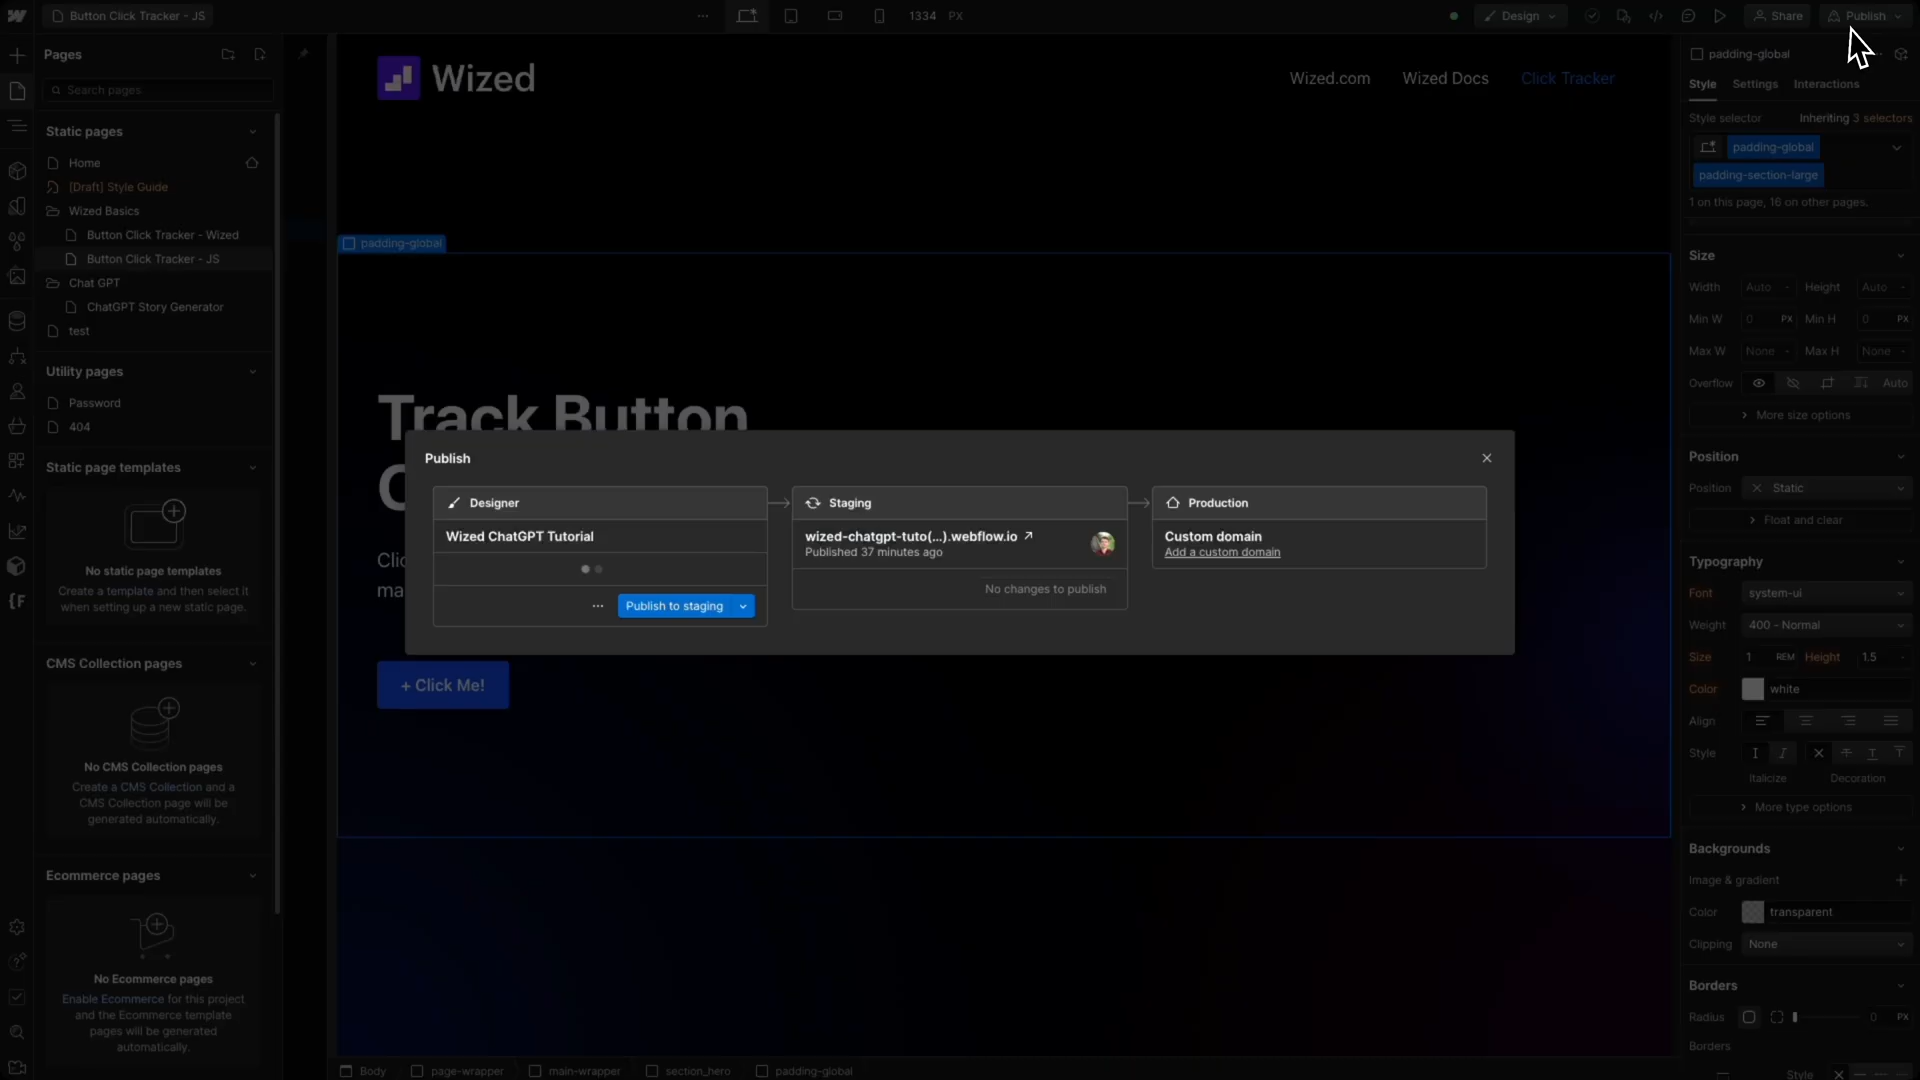 Button Click Tracker - JS
1334 PX
Design
Share
Publish
Pages
Search pages
Static pages
Home
[Draft] Style Guide
Wized Basics
Button Click Tracker - Wized
Button Click Tracker - JS
Chat GPT
ChatGPT Story Generator
test
Utility pages
Password
404
Static page templates
No static page templates
Create a template and then select it
when setting up a new static page.
CMS Collection pages
No CMS Collection pages
Create a CMS Collection and a
CMS Collection page will be
generated automatically.
Ecommerce pages
No Ecommerce pages
Enable Ecommerce for this project
and the Ecommerce template
pages will be generated
automatically.
Wized
Wized.com
Wized Docs
Click Tracker
padding-global
Track Button
Clic
ma
+ Click Me!
Publish
Designer
Wized ChatGPT Tutorial
Publish to staging
Staging
wized-chatgpt-tuto(...).webflow.io
Published 37 minutes ago
No changes to publish
Production
Custom domain
Add a custom domain
Body
page-wrapper
main-wrapper
section_hero
padding-global
padding-global
Style
Settings
Interactions
Style selector
Inheriting 3 selectors
padding-global
padding-section-large
1 on this page, 16 on other pages.
Size
Width Auto - Height Auto -
Min W 0 PX Min H 0 PX
Max W None - Max H None -
Overflow Auto
More size options
Position
Position Static
Float and clear
Typography
Font system-ui
Weight 400 - Normal
Size 1 REM Height 1.5 -
Color white
Align
Style
Italicize Decoration
More type options
Backgrounds
Image & gradient
Color transparent
Clipping None
Borders
Radius 0 PX
Borders
Style